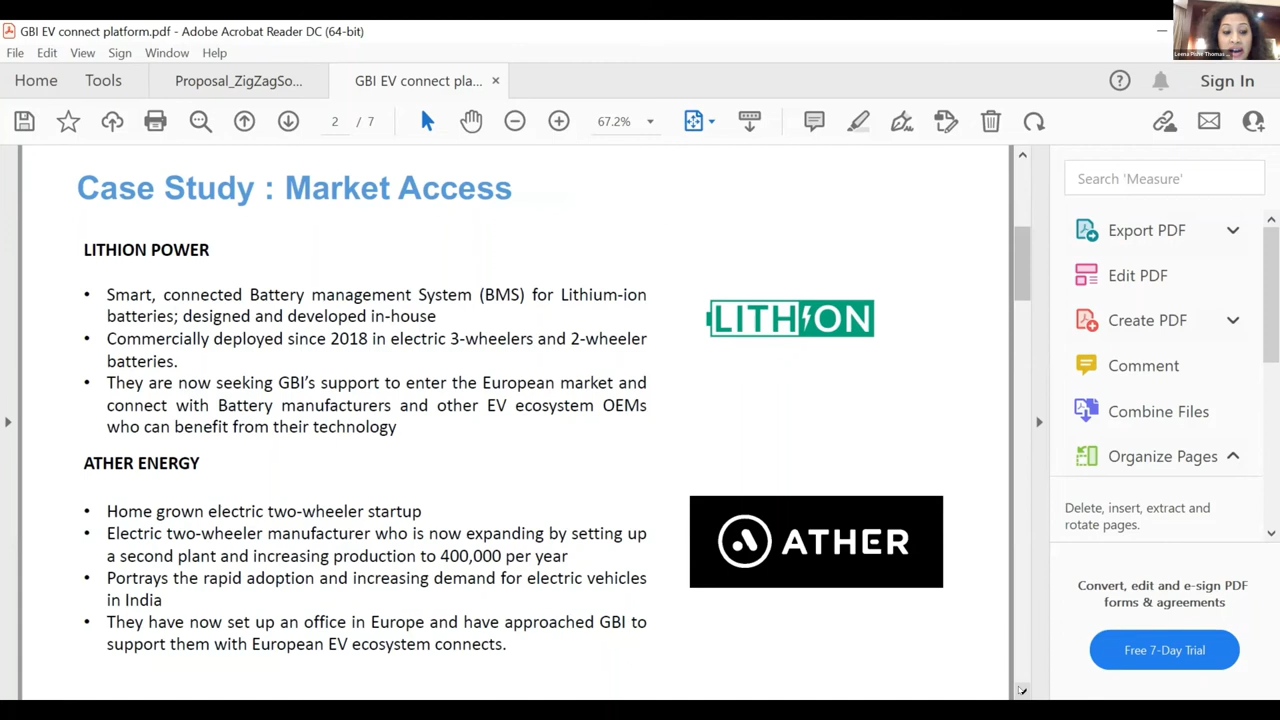 GBI EV connect platform.pdf - Adobe Acrobat Reader DC (64-bit)
File Edit View Sign Window Help
Home Tools Proposal_ZigZagSo... GBI EV connect pla... × Sign In
2 / 7 67.2%
Case Study : Market Access
LITHION POWER
• Smart, connected Battery management System (BMS) for Lithium-ion
batteries; designed and developed in-house
• Commercially deployed since 2018 in electric 3-wheelers and 2-wheeler
batteries.
• They are now seeking GBI's support to enter the European market and
connect with Battery manufacturers and other EV ecosystem OEMs
who can benefit from their technology
LITHION
ATHER ENERGY
• Home grown electric two-wheeler startup
• Electric two-wheeler manufacturer who is now expanding by setting up
a second plant and increasing production to 400,000 per year
• Portrays the rapid adoption and increasing demand for electric vehicles
in India
• They have now set up an office in Europe and have approached GBI to
support them with European EV ecosystem connects.
ATHER
Search 'Measure'
Export PDF
Edit PDF
Create PDF
Comment
Combine Files
Organize Pages
Delete, insert, extract and
rotate pages.
Convert, edit and e-sign PDF
forms & agreements
Free 7-Day Trial